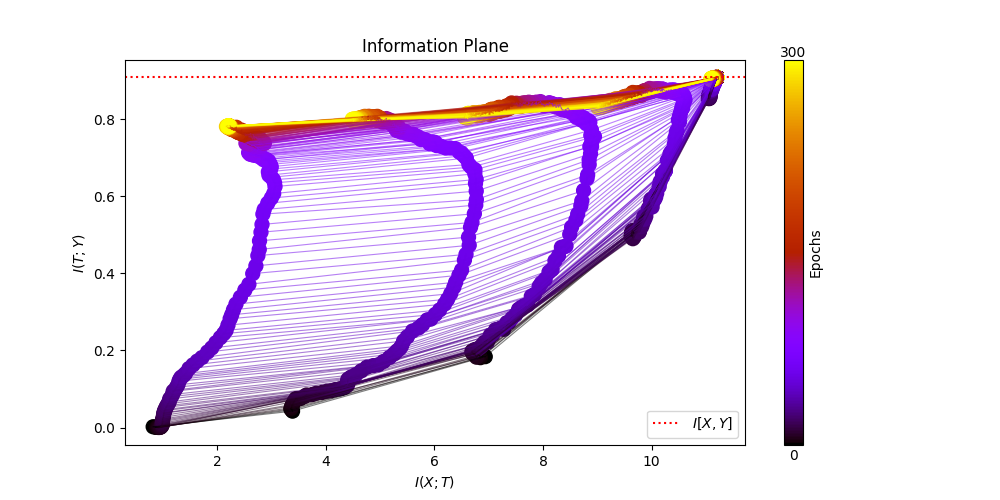 Information Plane
300
0.8
0.6
0.4
0.2
0.0
I(T; Y)
2
4
6
8
10
I(X; T)
I[X, Y]
Epochs
0